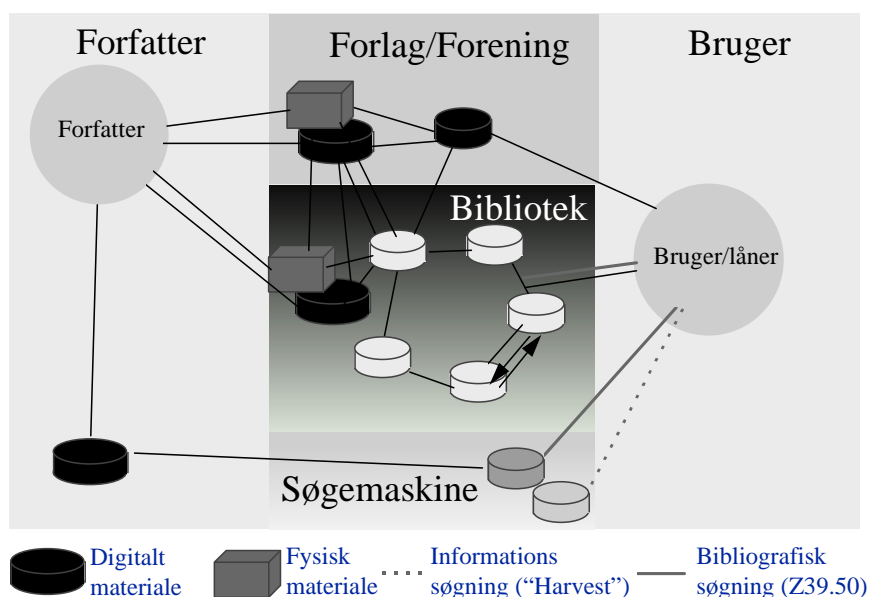 Forfatter
Forlag/Forening
Bruger
Forfatter
Bibliotek
Bruger/låner
Søgemaskine
Digitalt
materiale
Fysisk
materiale
Informations
søgning (“Harvest”)
Bibliografisk
søgning (Z39.50)